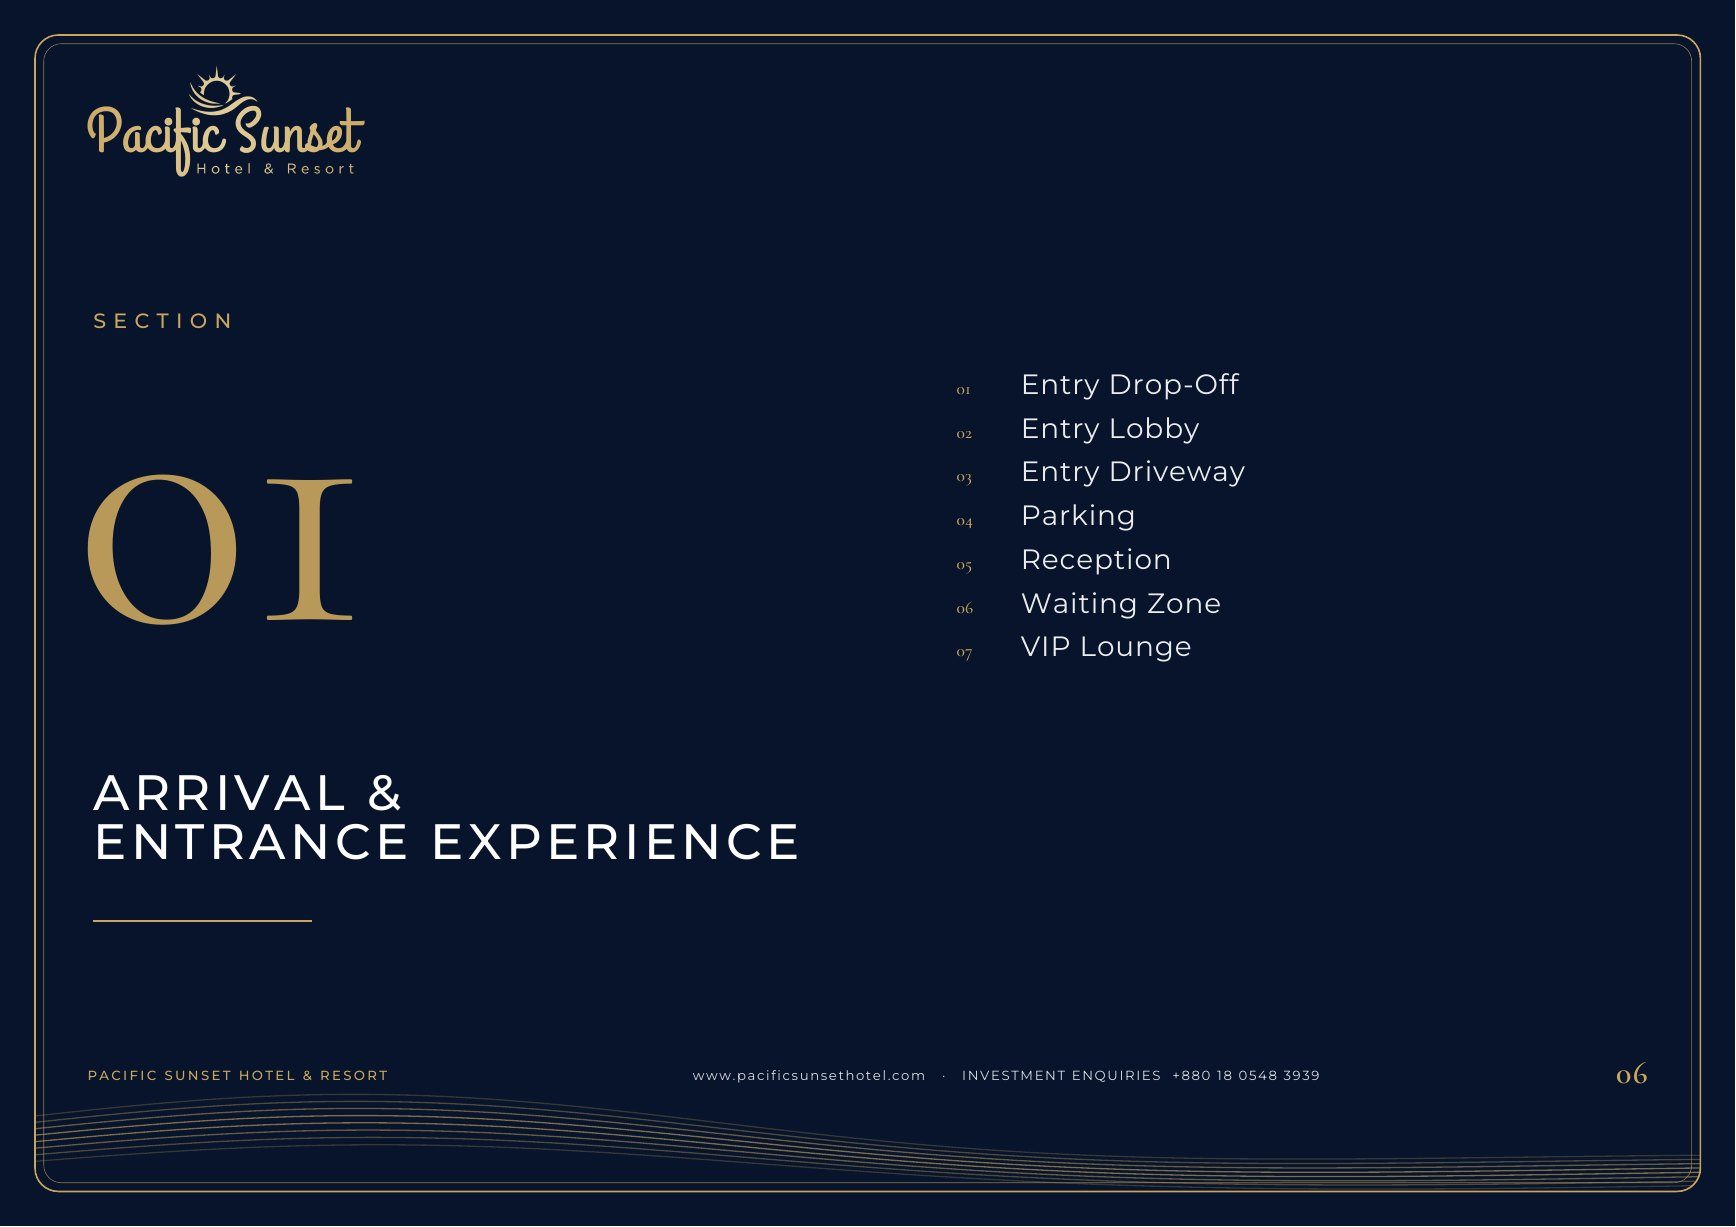 Pacific Sunset
Hotel & Resort
SECTION
01
ARRIVAL &
ENTRANCE EXPERIENCE
01 Entry Drop-Off
02 Entry Lobby
03 Entry Driveway
04 Parking
05 Reception
06 Waiting Zone
07 VIP Lounge
PACIFIC SUNSET HOTEL & RESORT
www.pacificsunsethotel.com · INVESTMENT ENQUIRIES +880 18 0548 3939
06